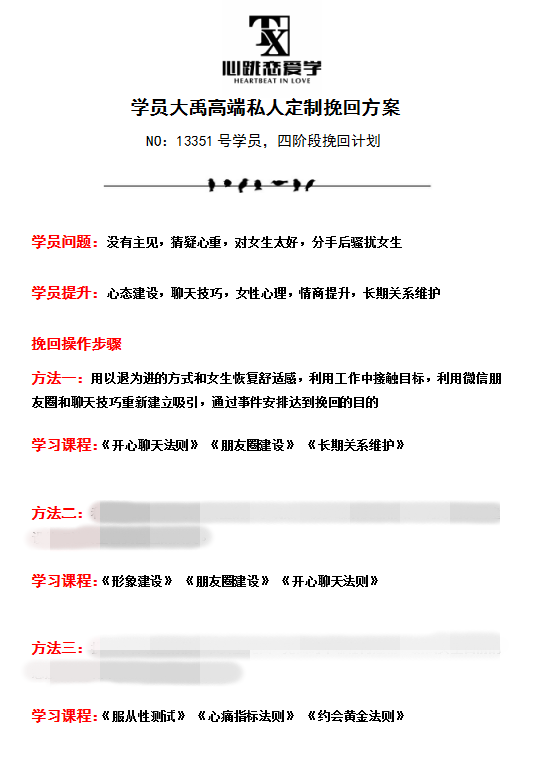 TX
心跳恋爱学
HEARTBEAT IN LOVE
学员大禹高端私人定制挽回方案
NO：13351 号学员，四阶段挽回计划
学员问题：没有主见，猜疑心重，对女生太好，分手后骚扰女生
学员提升：心态建设，聊天技巧，女性心理，情商提升，长期关系维护
挽回操作步骤
方法一：用以退为进的方式和女生恢复舒适感，利用工作中接触目标，利用微信朋
友圈和聊天技巧重新建立吸引，通过事件安排达到挽回的目的
学习课程：《开心聊天法则》 《朋友圈建设》 《长期关系维护》
方法二：
学习课程：《形象建设》 《朋友圈建设》 《开心聊天法则》
方法三：
学习课程：《服从性测试》 《心痛指标法则》 《约会黄金法则》